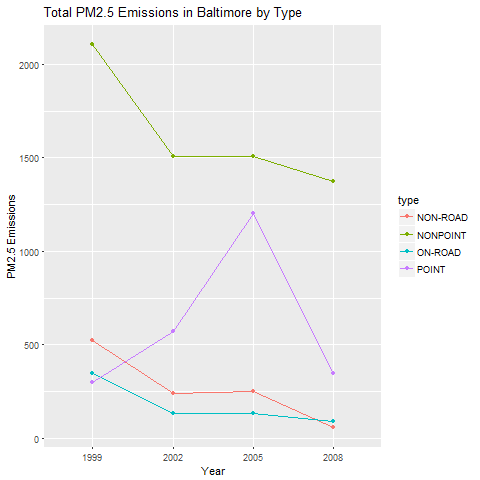 Total PM2.5 Emissions in Baltimore by Type
PM2.5 Emissions
2000
1500
1000
500
0
1999 2002 2005 2008
Year
type
NON-ROAD
NONPOINT
ON-ROAD
POINT